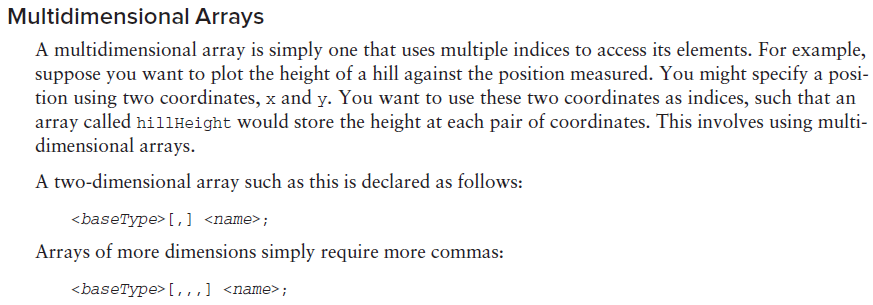 Multidimensional Arrays
A multidimensional array is simply one that uses multiple indices to access its elements. For example,
suppose you want to plot the height of a hill against the position measured. You might specify a posi-
tion using two coordinates, x and y. You want to use these two coordinates as indices, such that an
array called hillHeight would store the height at each pair of coordinates. This involves using multi-
dimensional arrays.
A two-dimensional array such as this is declared as follows:
<baseType>[,] <name>;
Arrays of more dimensions simply require more commas:
<baseType>[,,,] <name>;